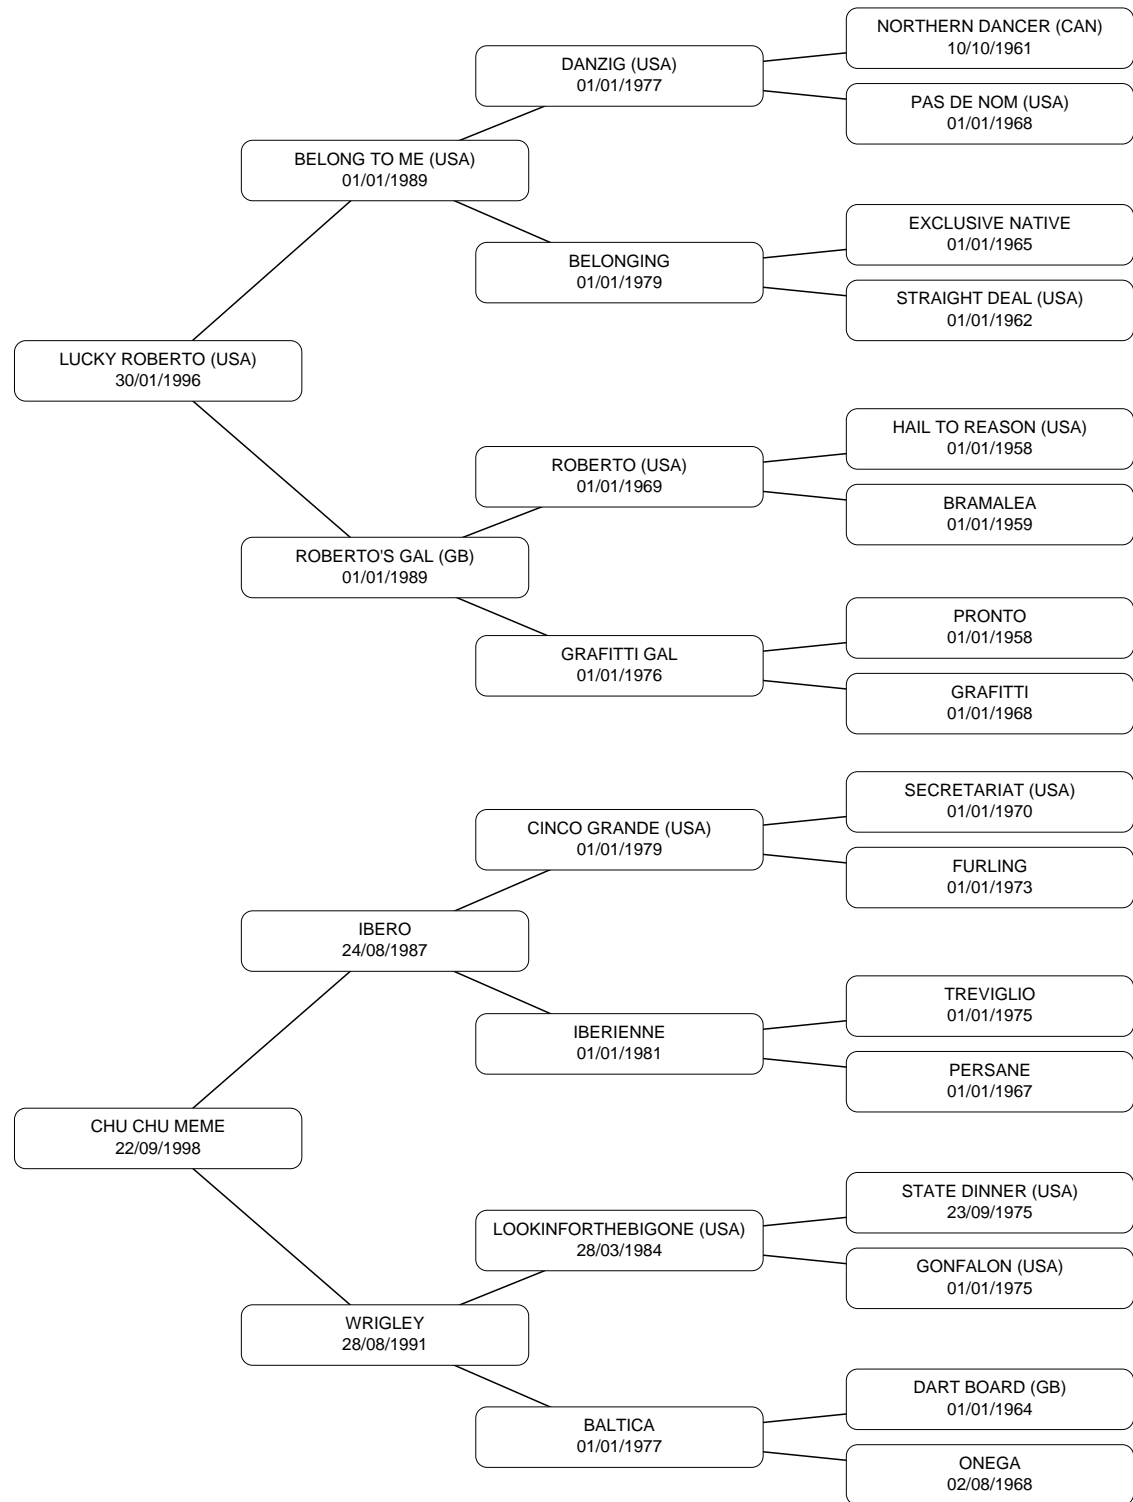 NORTHERN DANCER (CAN)
10/10/1961
DANZIG (USA)
01/01/1977
PAS DE NOM (USA)
01/01/1968
BELONG TO ME (USA)
01/01/1989
EXCLUSIVE NATIVE
01/01/1965
BELONGING
01/01/1979
STRAIGHT DEAL (USA)
01/01/1962
LUCKY ROBERTO (USA)
30/01/1996
HAIL TO REASON (USA)
01/01/1958
ROBERTO (USA)
01/01/1969
BRAMALEA
01/01/1959
ROBERTO'S GAL (GB)
01/01/1989
PRONTO
01/01/1958
GRAFITTI GAL
01/01/1976
GRAFITTI
01/01/1968
SECRETARIAT (USA)
01/01/1970
CINCO GRANDE (USA)
01/01/1979
FURLING
01/01/1973
IBERO
24/08/1987
TREVIGLIO
01/01/1975
IBERIENNE
01/01/1981
PERSANE
01/01/1967
CHU CHU MEME
22/09/1998
STATE DINNER (USA)
23/09/1975
LOOKINFORTHEBIGONE (USA)
28/03/1984
GONFALON (USA)
01/01/1975
WRIGLEY
28/08/1991
DART BOARD (GB)
01/01/1964
BALTICA
01/01/1977
ONEGA
02/08/1968